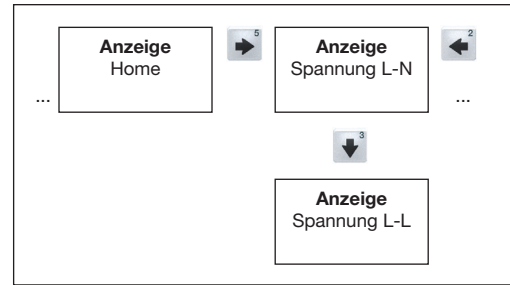 Anzeige
Home
5
Anzeige
Spannung L-N
2
...
...
3
Anzeige
Spannung L-L